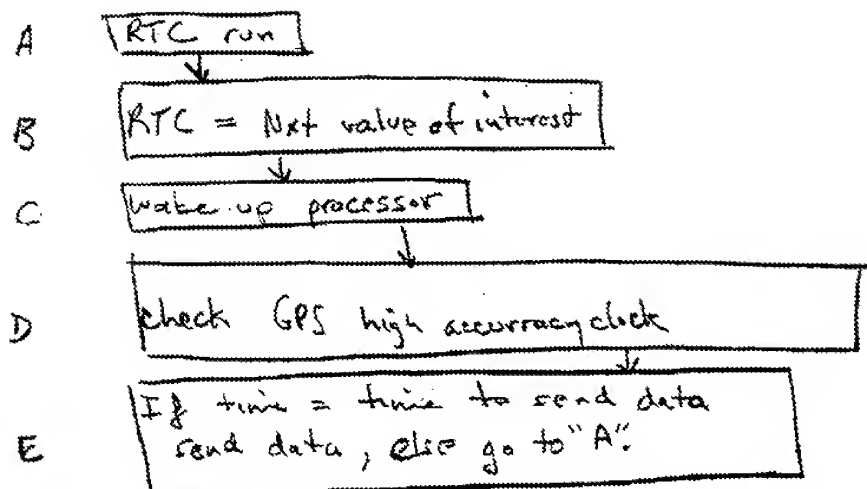 A RTC run
B RTC = Nxt value of interest
C wake-up processor
D check GPS high accurracy clock
E If time = time to send data
send data, else go to "A".